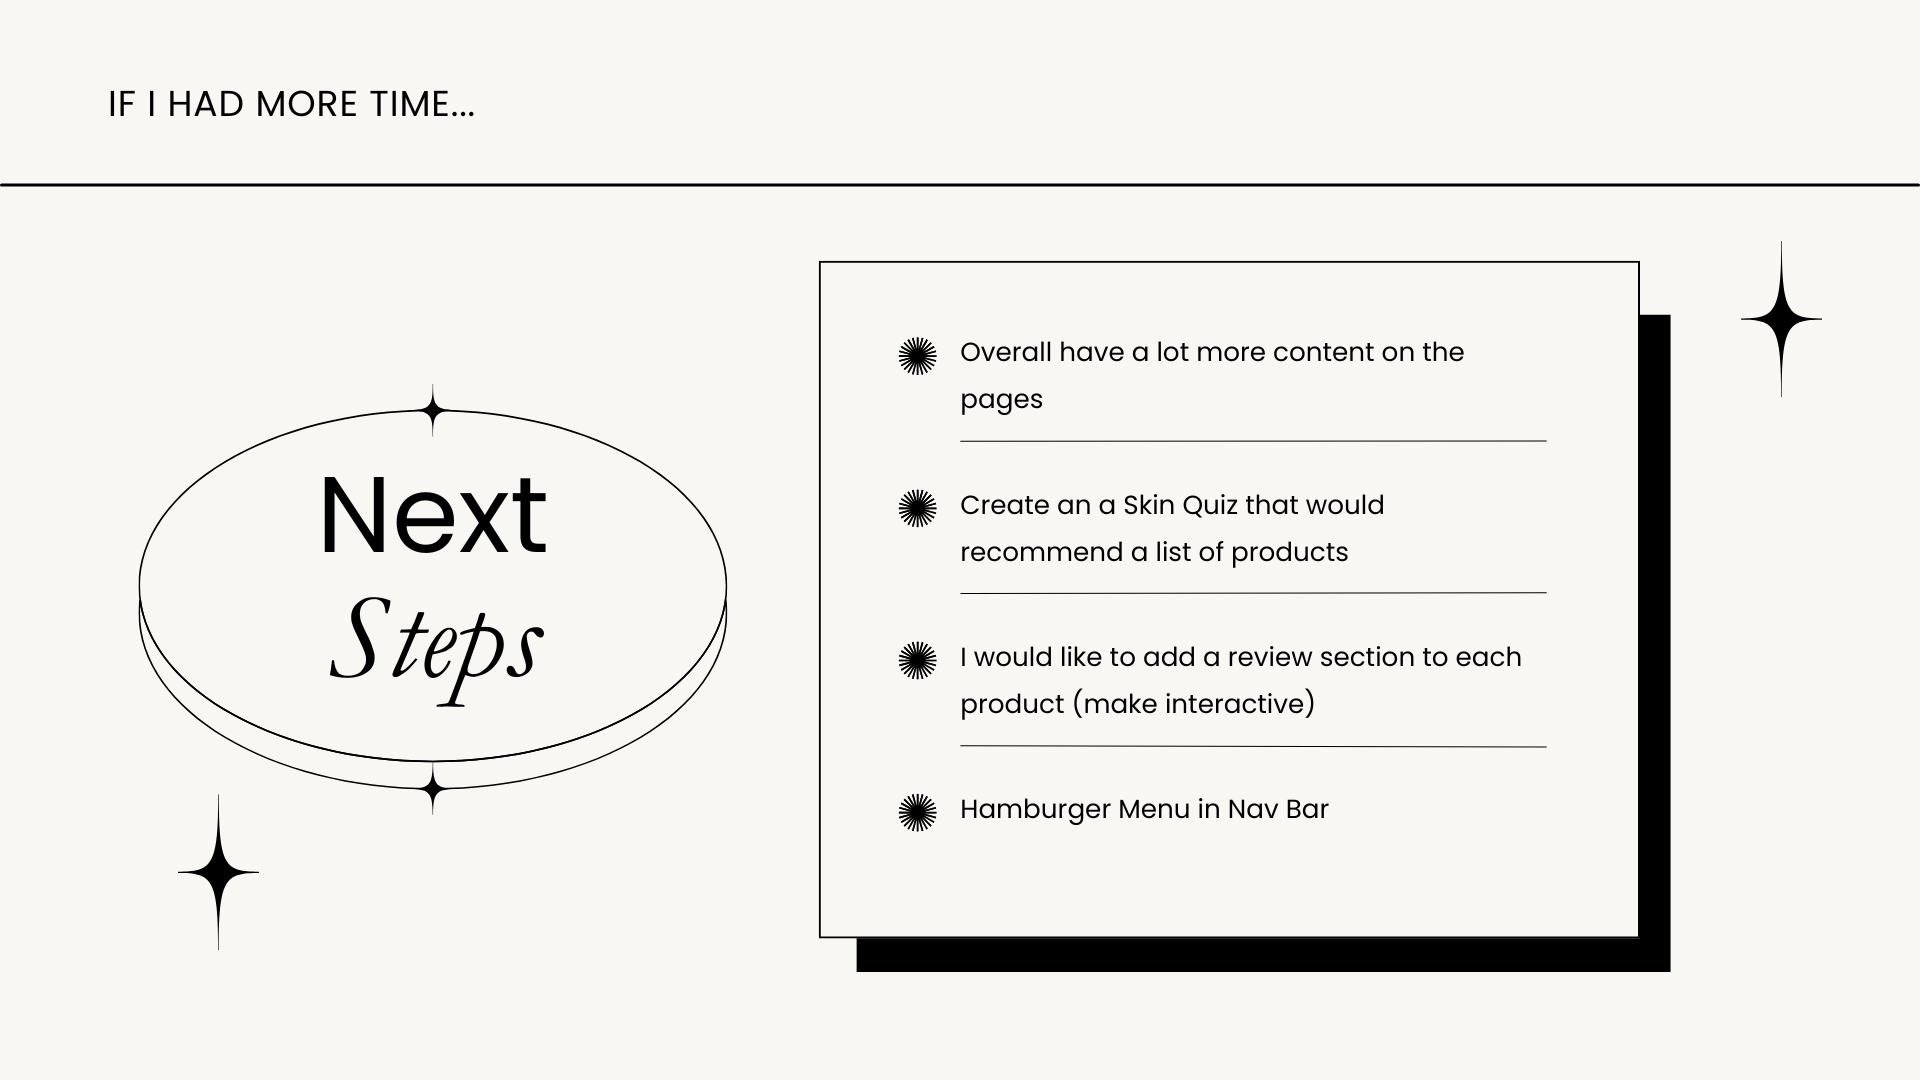 IF I HAD MORE TIME...
Next
Steps
Overall have a lot more content on the
pages
Create an a Skin Quiz that would
recommend a list of products
I would like to add a review section to each
product (make interactive)
Hamburger Menu in Nav Bar